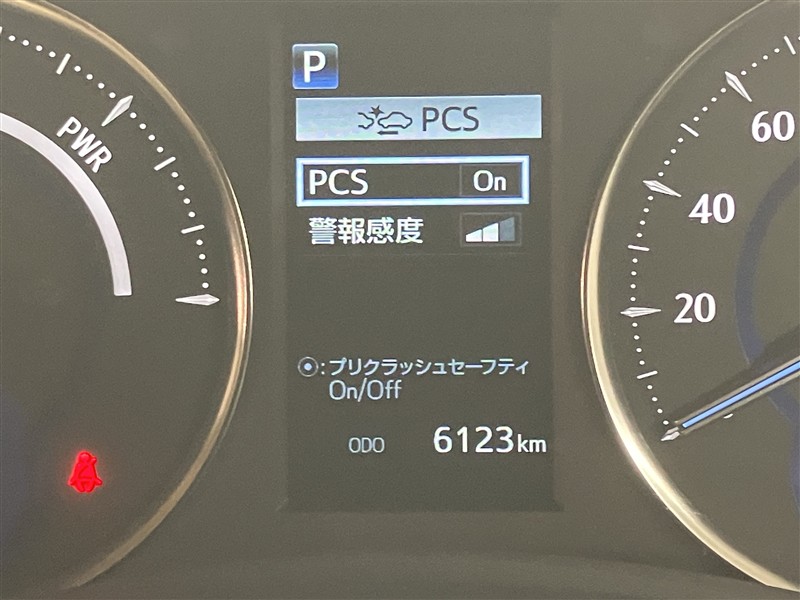 P
PCS
PCS On
警報感度
:プリクラッシュセーフティ
On/Off
ODO 6123km
PWR
60
40
20